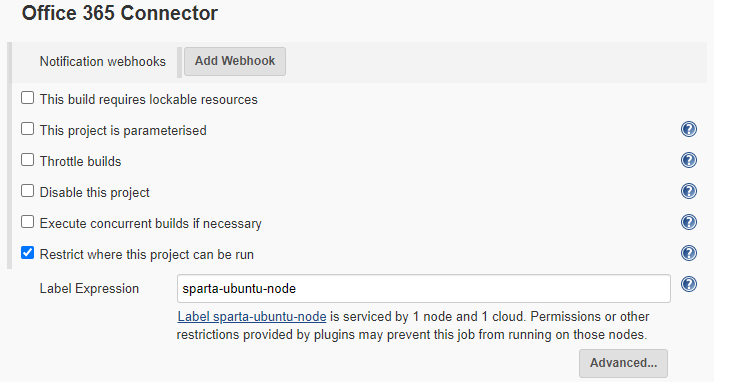 Office 365 Connector
Notification webhooks Add Webhook
This build requires lockable resources
This project is parameterised
Throttle builds
Disable this project
Execute concurrent builds if necessary
Restrict where this project can be run
Label Expression sparta-ubuntu-node
Label sparta-ubuntu-node is serviced by 1 node and 1 cloud. Permissions or other
restrictions provided by plugins may prevent this job from running on those nodes.
Advanced...